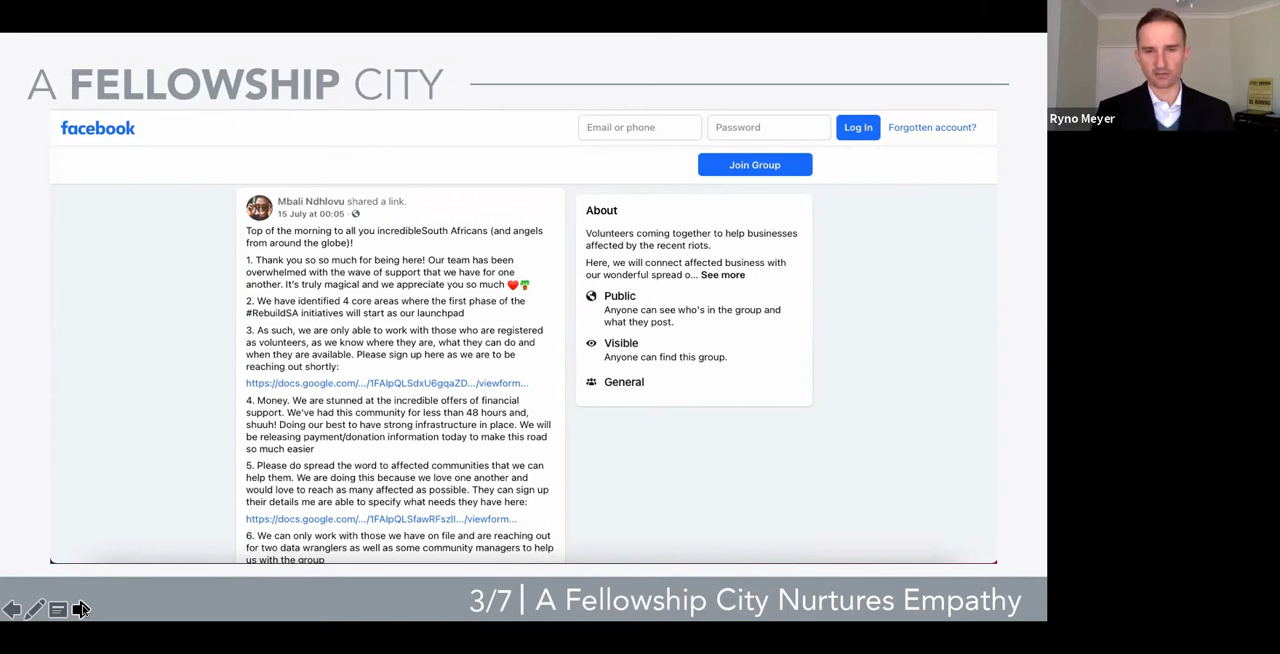 A FELLOWSHIP CITY
facebook
Email or phone
Password
Log In
Forgotten account?
Join Group
Mbali Ndhlovu shared a link.
15 July at 00:05 ·
Top of the morning to all you incredibleSouth Africans (and angels
from around the globe)!
1. Thank you so so much for being here! Our team has been
overwhelmed with the wave of support that we have for one
another. It's truly magical and we appreciate you so much ❤️🌴
2. We have identified 4 core areas where the first phase of the
#RebuildSA initiatives will start as our launchpad
3. As such, we are only able to work with those who are registered
as volunteers, as we know where they are, what they can do and
when they are available. Please sign up here as we are to be
reaching out shortly:
https://docs.google.com/.../1FAIpQLSdxU6gqaZD.../viewform...
4. Money. We are stunned at the incredible offers of financial
support. We've had this community for less than 48 hours and,
shuuh! Doing our best to have strong infrastructure in place. We will
be releasing payment/donation information today to make this road
so much easier
5. Please do spread the word to affected communities that we can
help them. We are doing this because we love one another and
would love to reach as many affected as possible. They can sign up
their details me are able to specify what needs they have here:
https://docs.google.com/.../1FAIpQLSfawRFszlI.../viewform...
6. We can only work with those we have on file and are reaching out
for two data wranglers as well as some community managers to help
us with the group
About
Volunteers coming together to help businesses
affected by the recent riots.
Here, we will connect affected business with
our wonderful spread o... See more
Public
Anyone can see who's in the group and
what they post.
Visible
Anyone can find this group.
General
3/7 | A Fellowship City Nurtures Empathy
Ryno Meyer